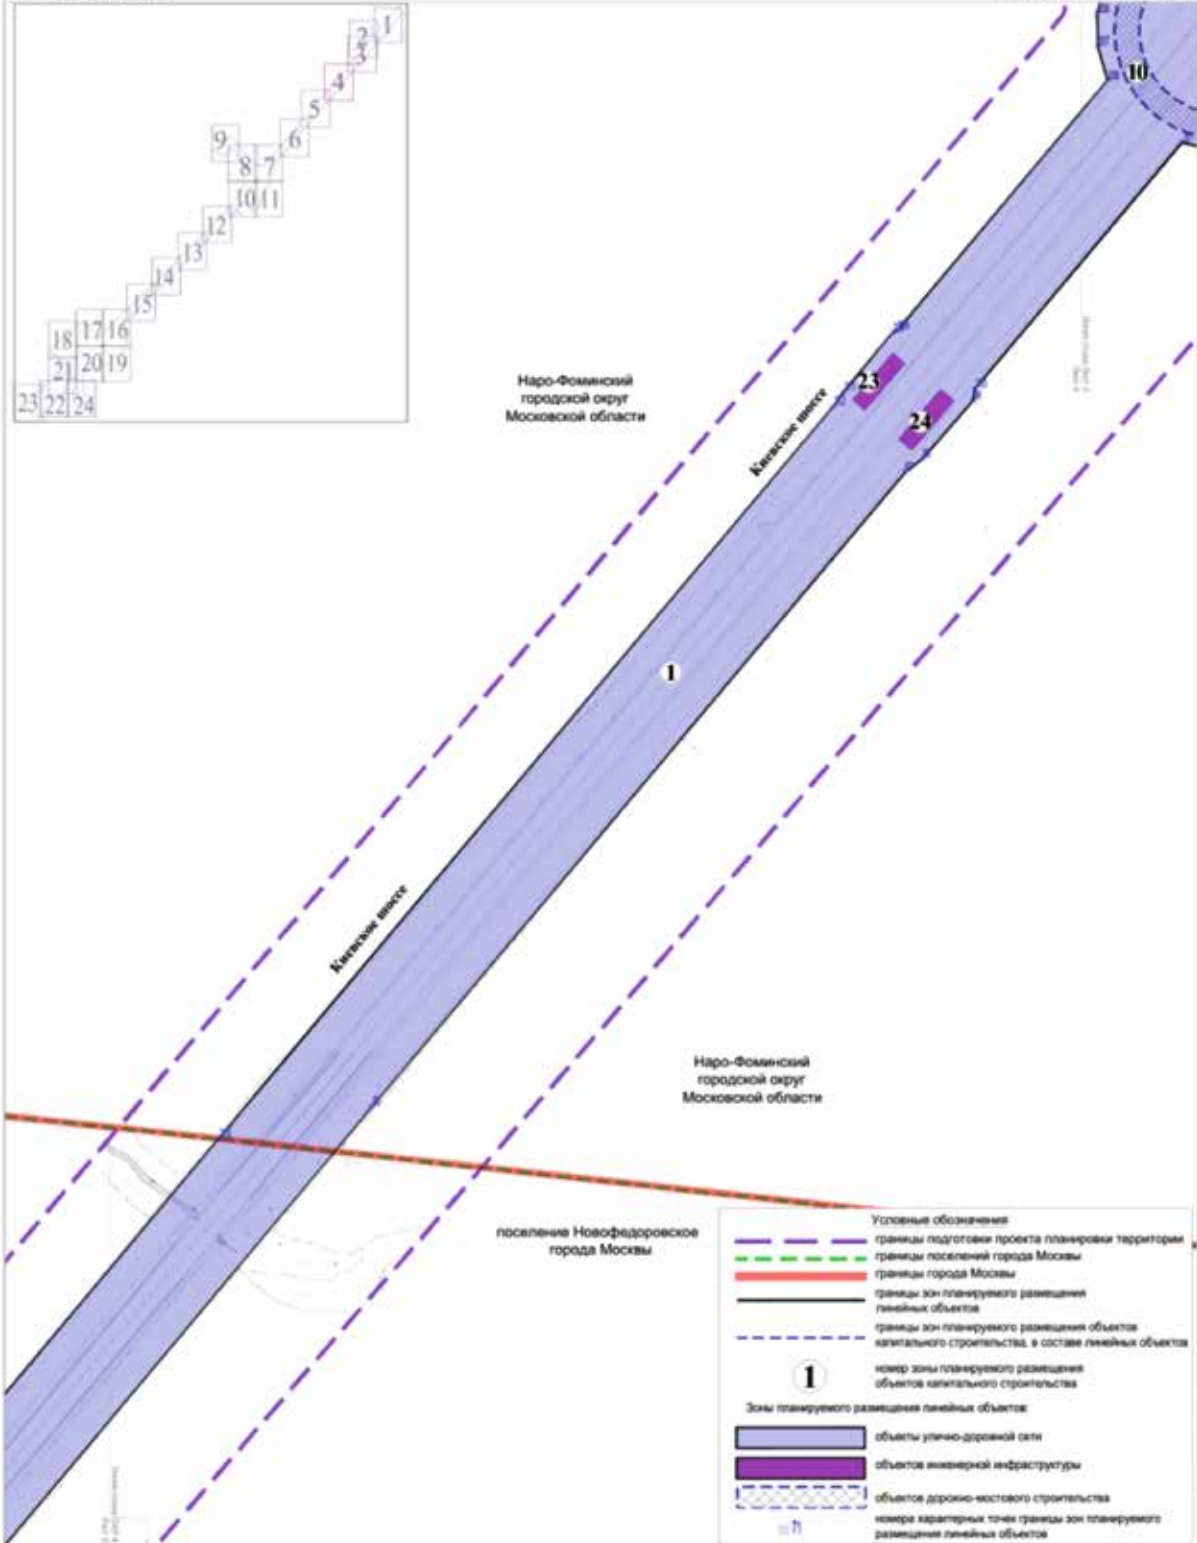 1
2
3
4
5
6
9
8
7
10
11
12
13
14
15
17
16
18
20
19
21
23
22
24
10
23
24
Наро-Фоминский
городской округ
Московской области
Киевское шоссе
1
Киевское шоссе
Наро-Фоминский
городской округ
Московской области
поселение Новофедоровское
города Москвы
Условные обозначения
границы подготовки проекта планировки территории
границы поселений города Москвы
границы города Москвы
границы зон планируемого размещения
линейных объектов
границы зон планируемого размещения объектов
капитального строительства, в составе линейных объектов
1
номер зоны планируемого размещения
объектов капитального строительства
Зоны планируемого размещения линейных объектов:
объекты улично-дорожной сети
объектов инженерной инфраструктуры
объектов дорожно-мостового строительства
71
номера характерных точек границы зон планируемого
размещения линейных объектов